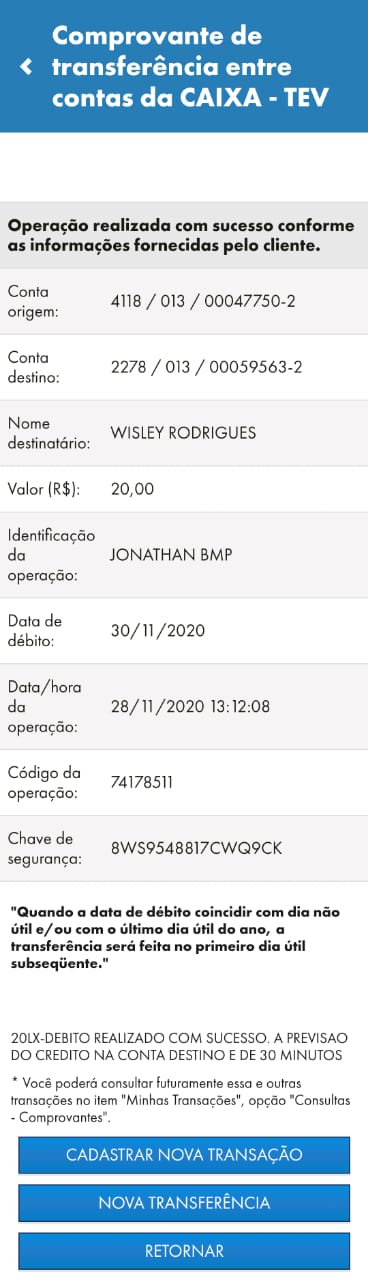 Comprovante de
transferência entre
contas da CAIXA - TEV
Operação realizada com sucesso conforme
as informações fornecidas pelo cliente.
Conta
origem:
4118 / 013 / 00047750-2
Conta
destino:
2278 / 013 / 00059563-2
Nome
destinatário:
WISLEY RODRIGUES
Valor (R$):
20,00
Identificação
da
operação:
JONATHAN BMP
Data de
débito:
30/11/2020
Data/hora
da
operação:
28/11/2020 13:12:08
Código da
operação:
74178511
Chave de
segurança:
8WS9548817CWQ9CK
"Quando a data de débito coincidir com dia não
útil e/ou com o último dia útil do ano, a
transferência será feita no primeiro dia útil
subseqüente."
20LX-DEBITO REALIZADO COM SUCESSO. A PREVISAO
DO CREDITO NA CONTA DESTINO E DE 30 MINUTOS
* Você poderá consultar futuramente essa e outras
transações no item "Minhas Transações", opção "Consultas
- Comprovantes".
CADASTRAR NOVA TRANSAÇÃO
NOVA TRANSFERÊNCIA
RETORNAR